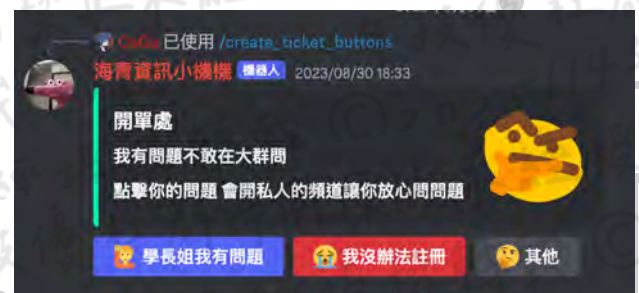 GuGu 已使用 /create_ticket_buttons
海青資訊小機機 機器人 2023/08/30 18:33
開單處
我有問題不敢在大群問
點擊你的問題 會開私人的頻道讓你放心問問題
學長姐我有問題 我沒辦法註冊 其他